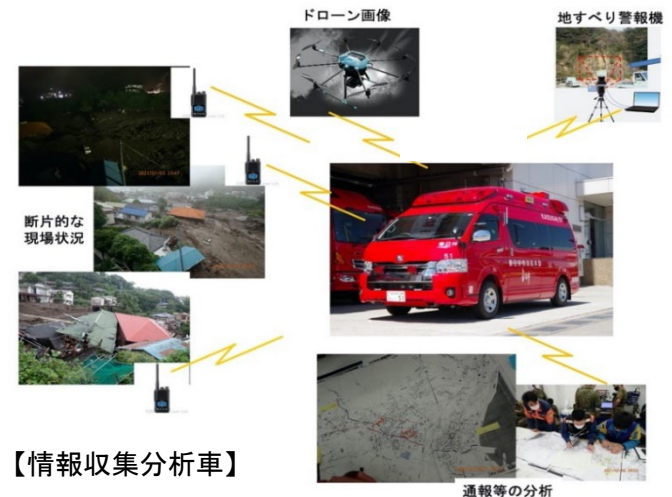 ドローン画像
地すべり警報機
断片的な
現場状況
【情報収集分析車】
通報等の分析